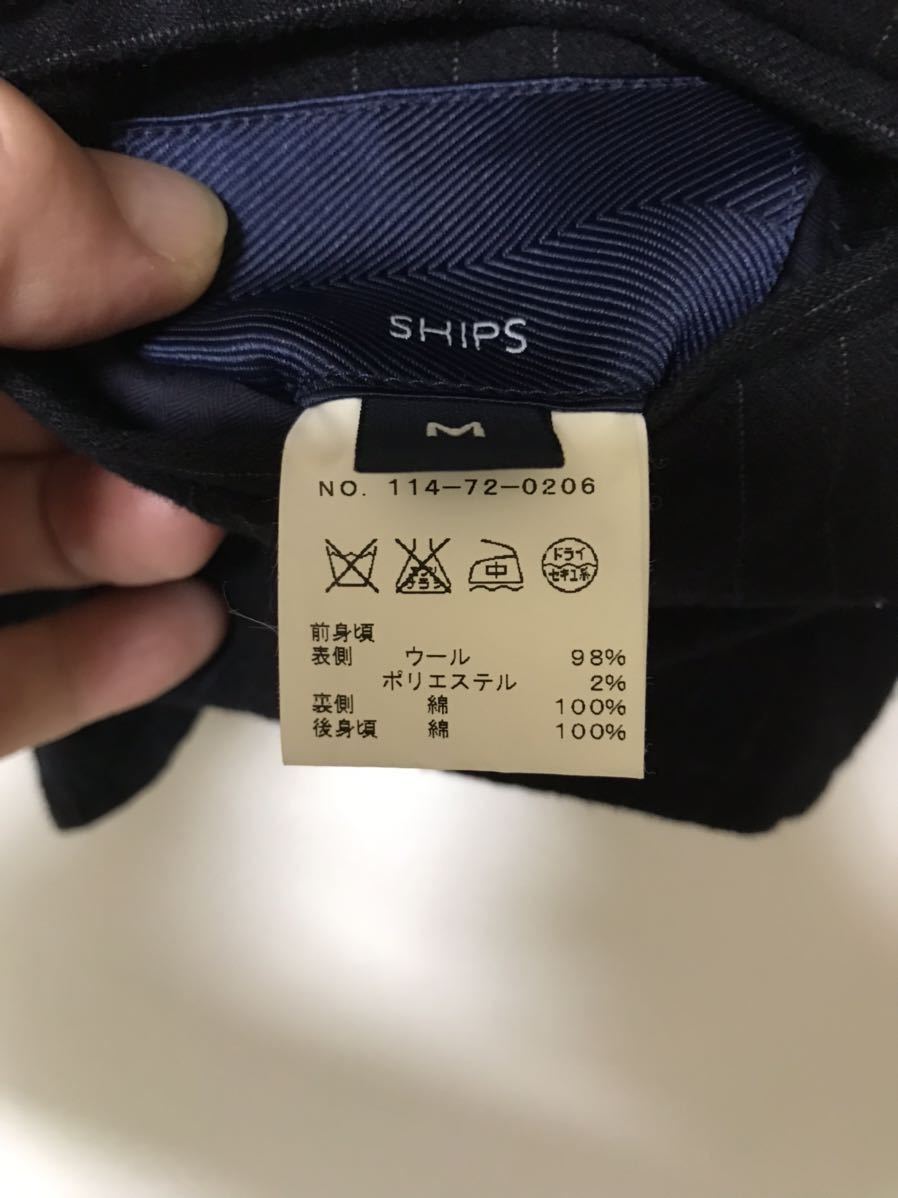 SHIPS
M
NO. 114-72-0206
中 ドライ
セキユ系
前身頃
表側 ウール 98%
ポリエステル 2%
裏側 綿 100%
後身頃 綿 100%